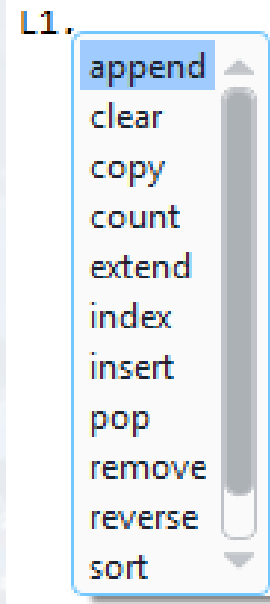 L1.
append
clear
copy
count
extend
index
insert
pop
remove
reverse
sort